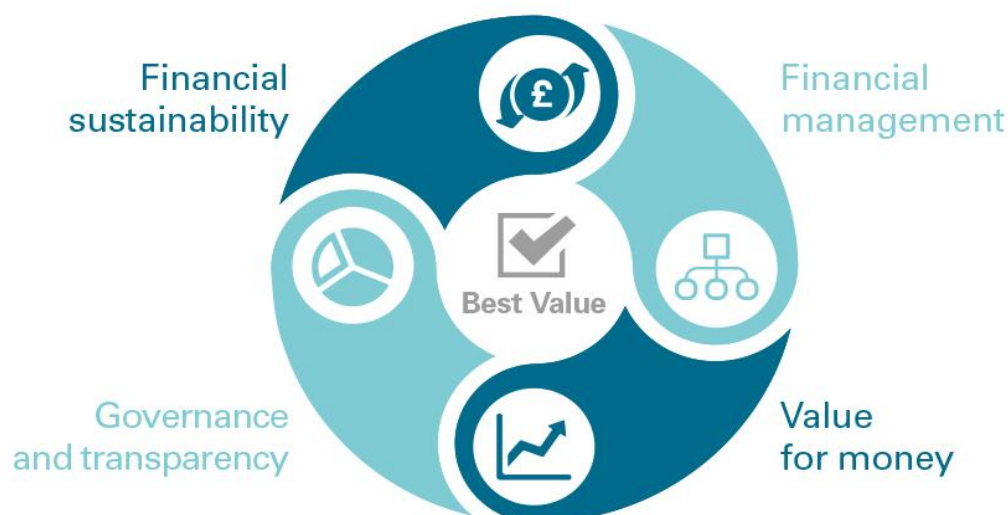 Financial
sustainability
Financial
management
£
Best Value
Governance
and transparency
Value
for money